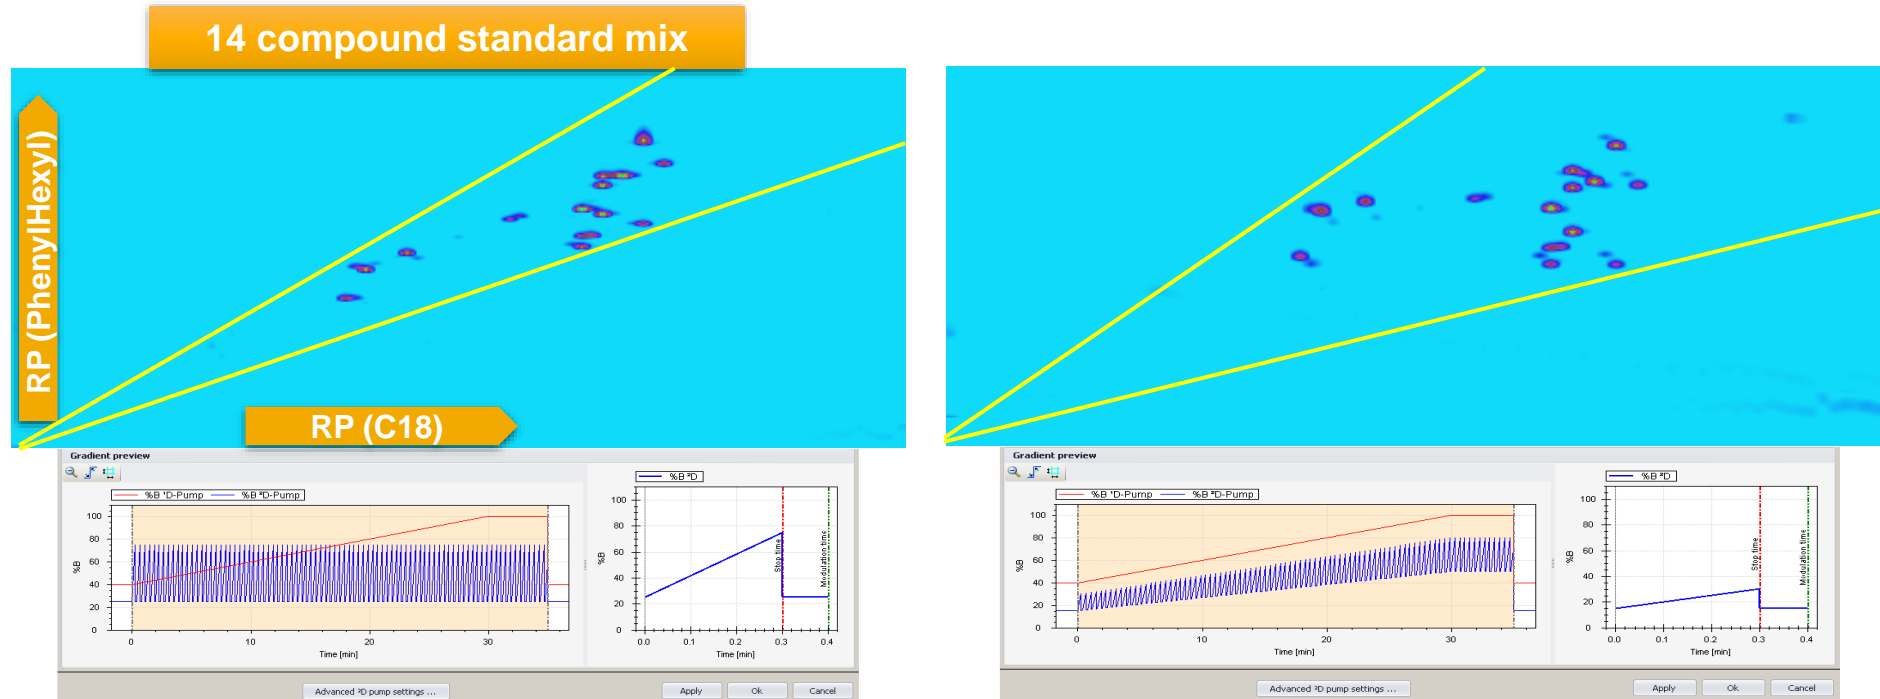 14 compound standard mix
RP (PhenylHexyl)
RP (C18)
Gradient preview
%B ¹D-Pump %B ²D-Pump
100
80
60
40
20
0
%B
0 10 20 30
Time [min]
%B ²D
100
80
60
40
20
0
%B
Stop time
Modulation time
0.0 0.1 0.2 0.3 0.4
Time [min]
Advanced ²D pump settings ...
Apply Ok Cancel
Gradient preview
%B ¹D-Pump %B ²D-Pump
100
80
60
40
20
0
%B
0 10 20 30
Time [min]
%B ²D
100
80
60
40
20
0
%B
Stop time
Modulation time
0.0 0.1 0.2 0.3 0.4
Time [min]
Advanced ²D pump settings ...
Apply Ok Cancel